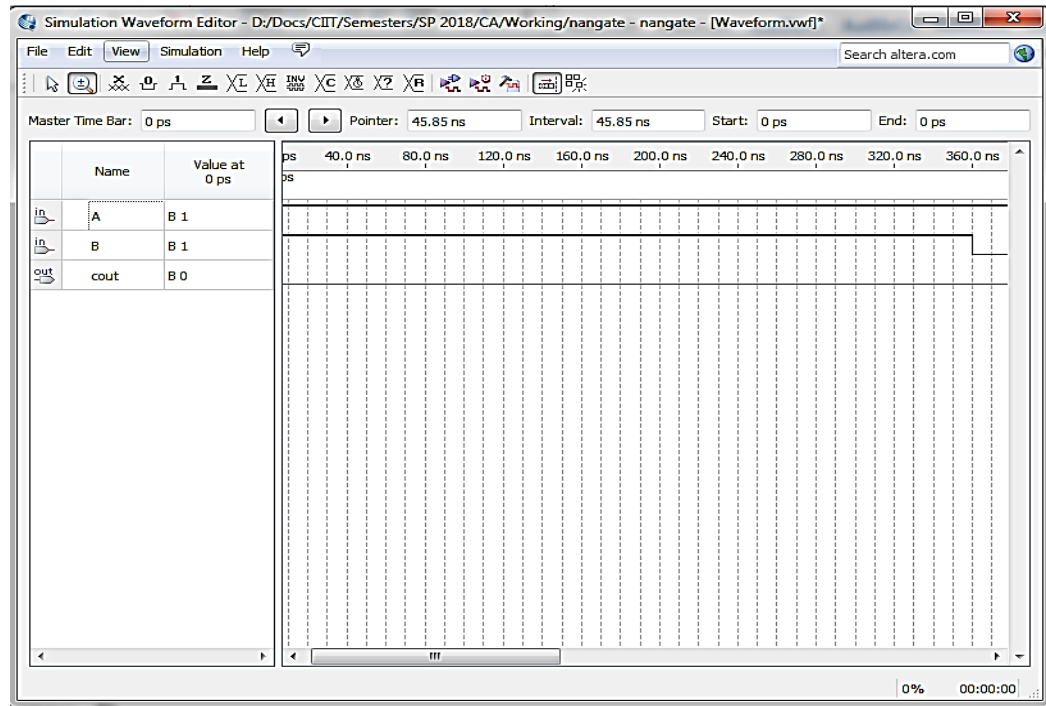 Simulation Waveform Editor - D:/Docs/CIIT/Semesters/SP 2018/CA/Working/nangate - nangate - [Waveform.vwf]*
File Edit View Simulation Help
Search altera.com
Master Time Bar: 0 ps
Pointer: 45.85 ns
Interval: 45.85 ns
Start: 0 ps
End: 0 ps
Name
Value at
0 ps
ps 40.0 ns 80.0 ns 120.0 ns 160.0 ns 200.0 ns 240.0 ns 280.0 ns 320.0 ns 360.0 ns
ps
in A B 1
in B B 1
out cout B 0
0% 00:00:00